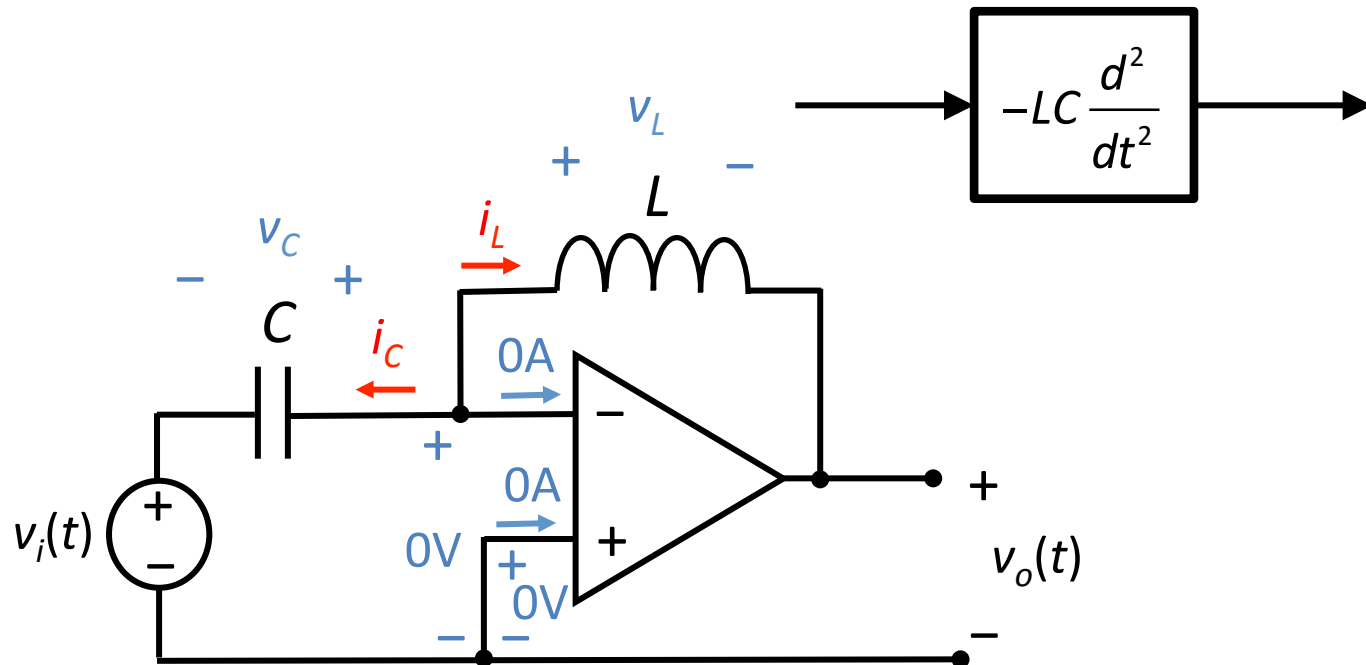 −LC d²/dt²
v_L
+ −
L
i_L
v_C
− +
C
i_C
0A
−
+
0A
+
−
v_i(t)
0V
+
+
0V
− −
+
v_o(t)
−